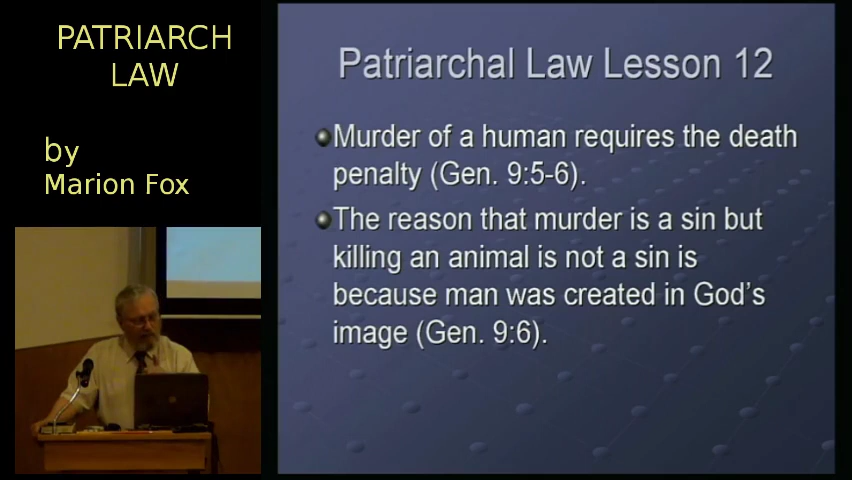 PATRIARCH
LAW
by
Marion Fox
Patriarchal Law Lesson 12
Murder of a human requires the death
penalty (Gen. 9:5-6).
The reason that murder is a sin but
killing an animal is not a sin is
because man was created in God's
image (Gen. 9:6).